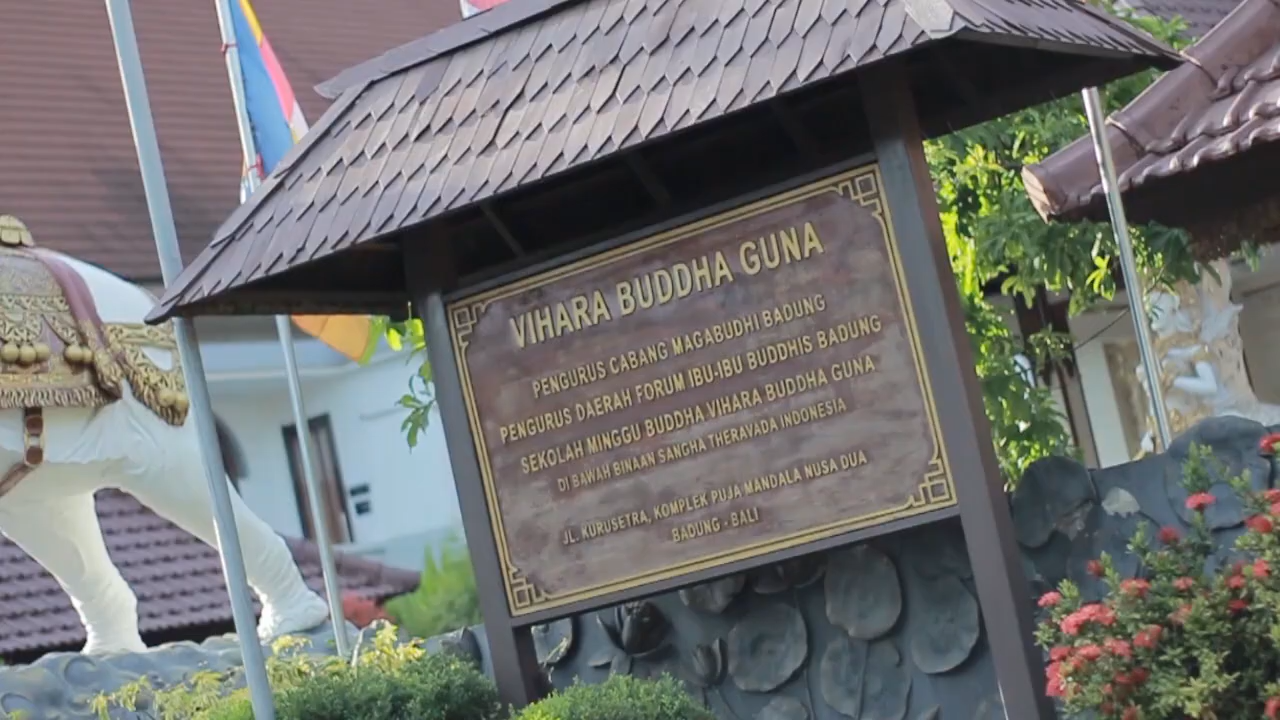 VIHARA BUDDHA GUNA
PENGURUS CABANG MAGABUDHI BADUNG
PENGURUS DAERAH FORUM IBU-IBU BUDDHIS BADUNG
SEKOLAH MINGGU BUDDHA VIHARA BUDDHA GUNA
DI BAWAH BINAAN SANGHA THERAVADA INDONESIA
JL. KURUSETRA, KOMPLEK PUJA MANDALA NUSA DUA
BADUNG - BALI